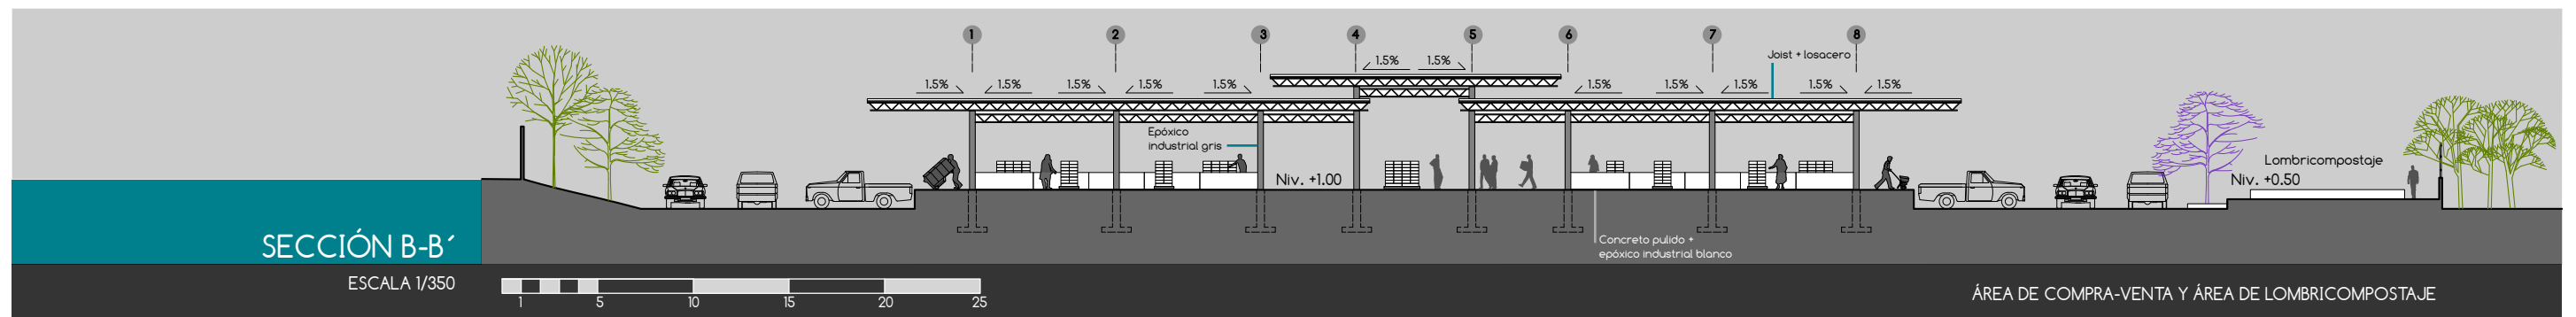 1 2 3 4 5 6 7 8
1.5% 1.5%
Joist + losacero
1.5% 1.5% 1.5% 1.5% 1.5% 1.5% 1.5% 1.5% 1.5% 1.5%
Epóxico
industrial gris
Niv. +1.00
Lombricompostaje
Niv. +0.50
Concreto pulido +
epóxico industrial blanco
SECCIÓN B-B´
ESCALA 1/350
1 5 10 15 20 25
ÁREA DE COMPRA-VENTA Y ÁREA DE LOMBRICOMPOSTAJE